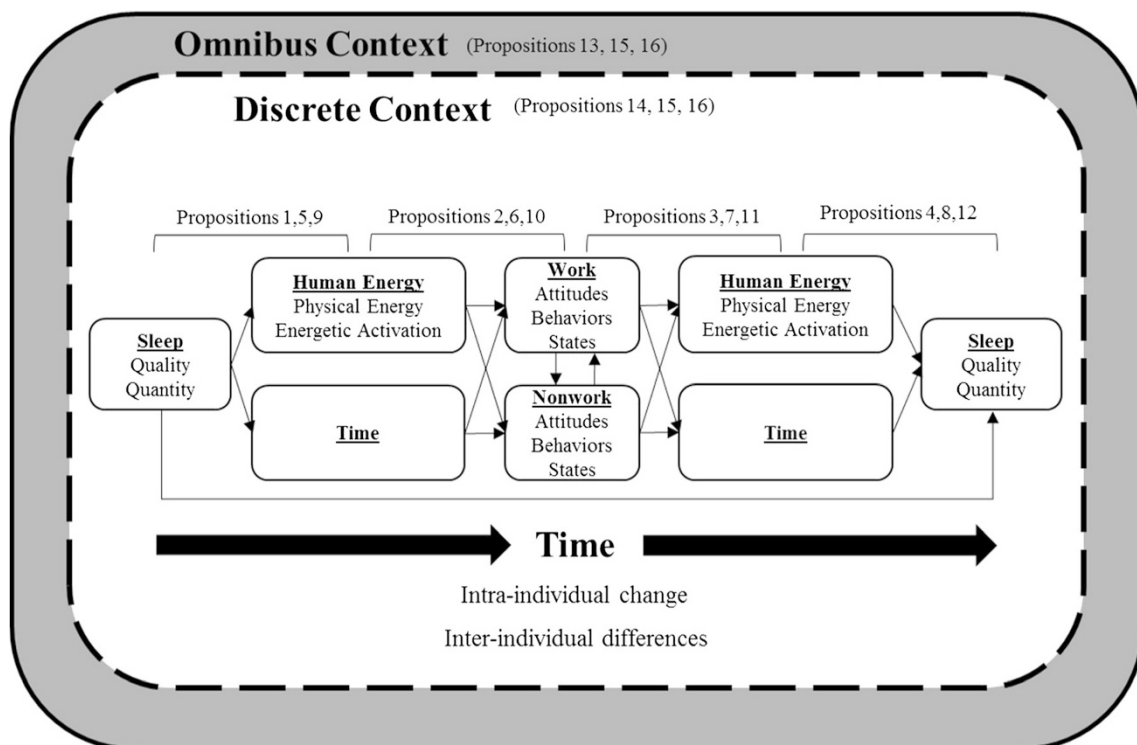 Omnibus Context (Propositions 13, 15, 16)
Discrete Context (Propositions 14, 15, 16)
Propositions 1,5,9
Propositions 2,6,10
Propositions 3,7,11
Propositions 4,8,12
Sleep
Quality
Quantity
Human Energy
Physical Energy
Energetic Activation
Time
Work
Attitudes
Behaviors
States
Nonwork
Attitudes
Behaviors
States
Human Energy
Physical Energy
Energetic Activation
Time
Sleep
Quality
Quantity
Time
Intra-individual change
Inter-individual differences